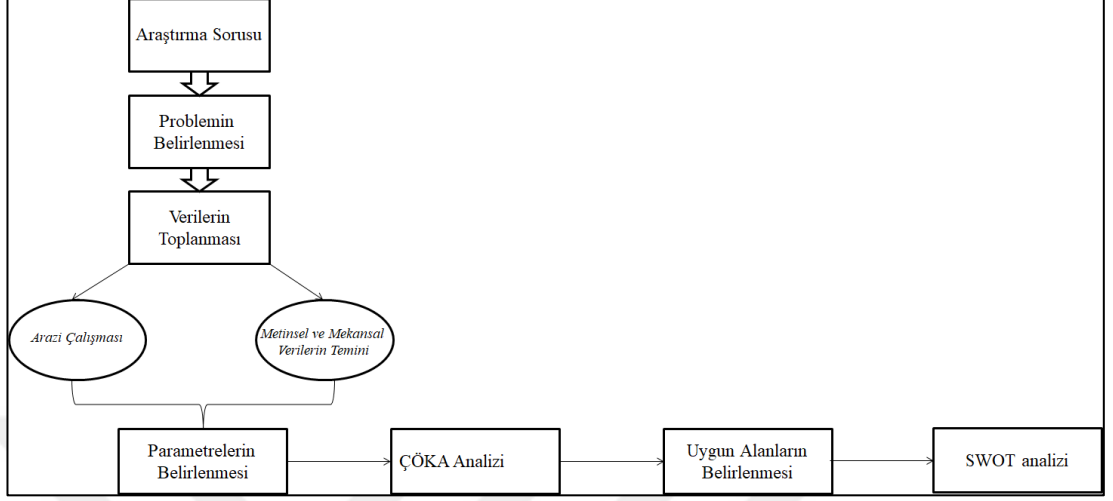 Araştırma Sorusu
Problemin
Belirlenmesi
Verilerin
Toplanması
Arazi Çalışması
Metinsel ve Mekansal
Verilerin Temini
Parametrelerin
Belirlenmesi
ÇÖKA Analizi
Uygun Alanların
Belirlenmesi
SWOT analizi